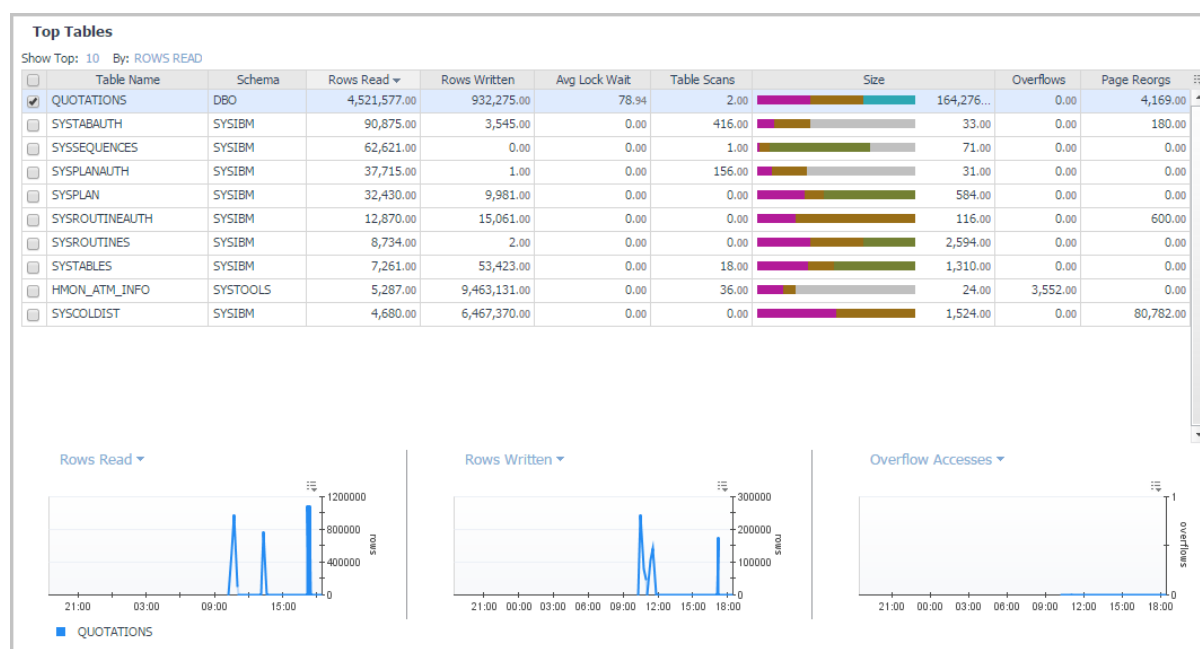 Top Tables
Show Top: 10 By: ROWS READ
Table Name Schema Rows Read Rows Written Avg Lock Wait Table Scans Size Overflows Page Reorgs
QUOTATIONS DBO 4,521,577.00 932,275.00 78.94 2.00 164,276... 0.00 4,169.00
SYSTABAUTH SYSIBM 90,875.00 3,545.00 0.00 416.00 33.00 0.00 180.00
SYSSEQUENCES SYSIBM 62,621.00 0.00 0.00 1.00 71.00 0.00 0.00
SYSPLANAUTH SYSIBM 37,715.00 1.00 0.00 156.00 31.00 0.00 0.00
SYSPLAN SYSIBM 32,430.00 9,981.00 0.00 0.00 584.00 0.00 0.00
SYSROUTINEAUTH SYSIBM 12,870.00 15,061.00 0.00 0.00 116.00 0.00 600.00
SYSROUTINES SYSIBM 8,734.00 2.00 0.00 0.00 2,594.00 0.00 0.00
SYSTABLES SYSIBM 7,261.00 53,423.00 0.00 18.00 1,310.00 0.00 0.00
HMON_ATM_INFO SYSTOOLS 5,287.00 9,463,131.00 0.00 36.00 24.00 3,552.00 0.00
SYSCOLDIST SYSIBM 4,680.00 6,467,370.00 0.00 0.00 1,524.00 0.00 80,782.00
Rows Read
1200000
800000
400000
0
rows
21:00 03:00 09:00 15:00
QUOTATIONS
Rows Written
300000
200000
100000
0
rows
21:00 00:00 03:00 06:00 09:00 12:00 15:00 18:00
Overflow Accesses
1
0
overflows
21:00 00:00 03:00 06:00 09:00 12:00 15:00 18:00